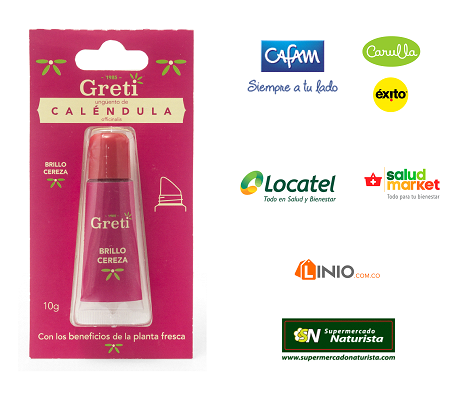 1985
Greti
unguento de
CALÉNDULA
officinalis
BRILLO
CEREZA
Greti
BRILLO
CEREZA
10g
Con los beneficios de la planta fresca
CAFAM
Siempre a tu lado
Carulla
éxito
Locatel
Todo en Salud y Bienestar
salud
market
Todo para tu bienestar
LINIO.COM.CO
SN Supermercado
Naturista
www.supermercadonaturista.com